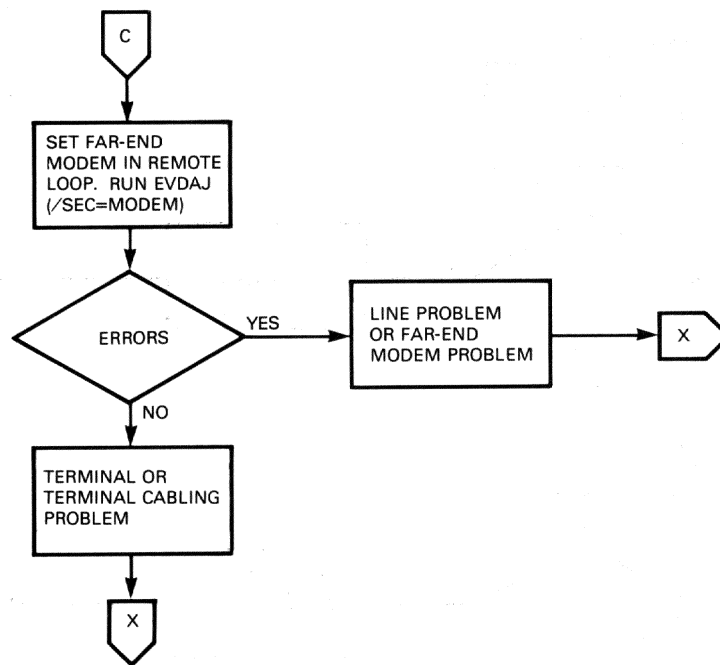 C
SET FAR-END
MODEM IN REMOTE
LOOP. RUN EVDAJ
(/SEC=MODEM)
ERRORS
YES
LINE PROBLEM
OR FAR-END
MODEM PROBLEM
X
NO
TERMINAL OR
TERMINAL CABLING
PROBLEM
X